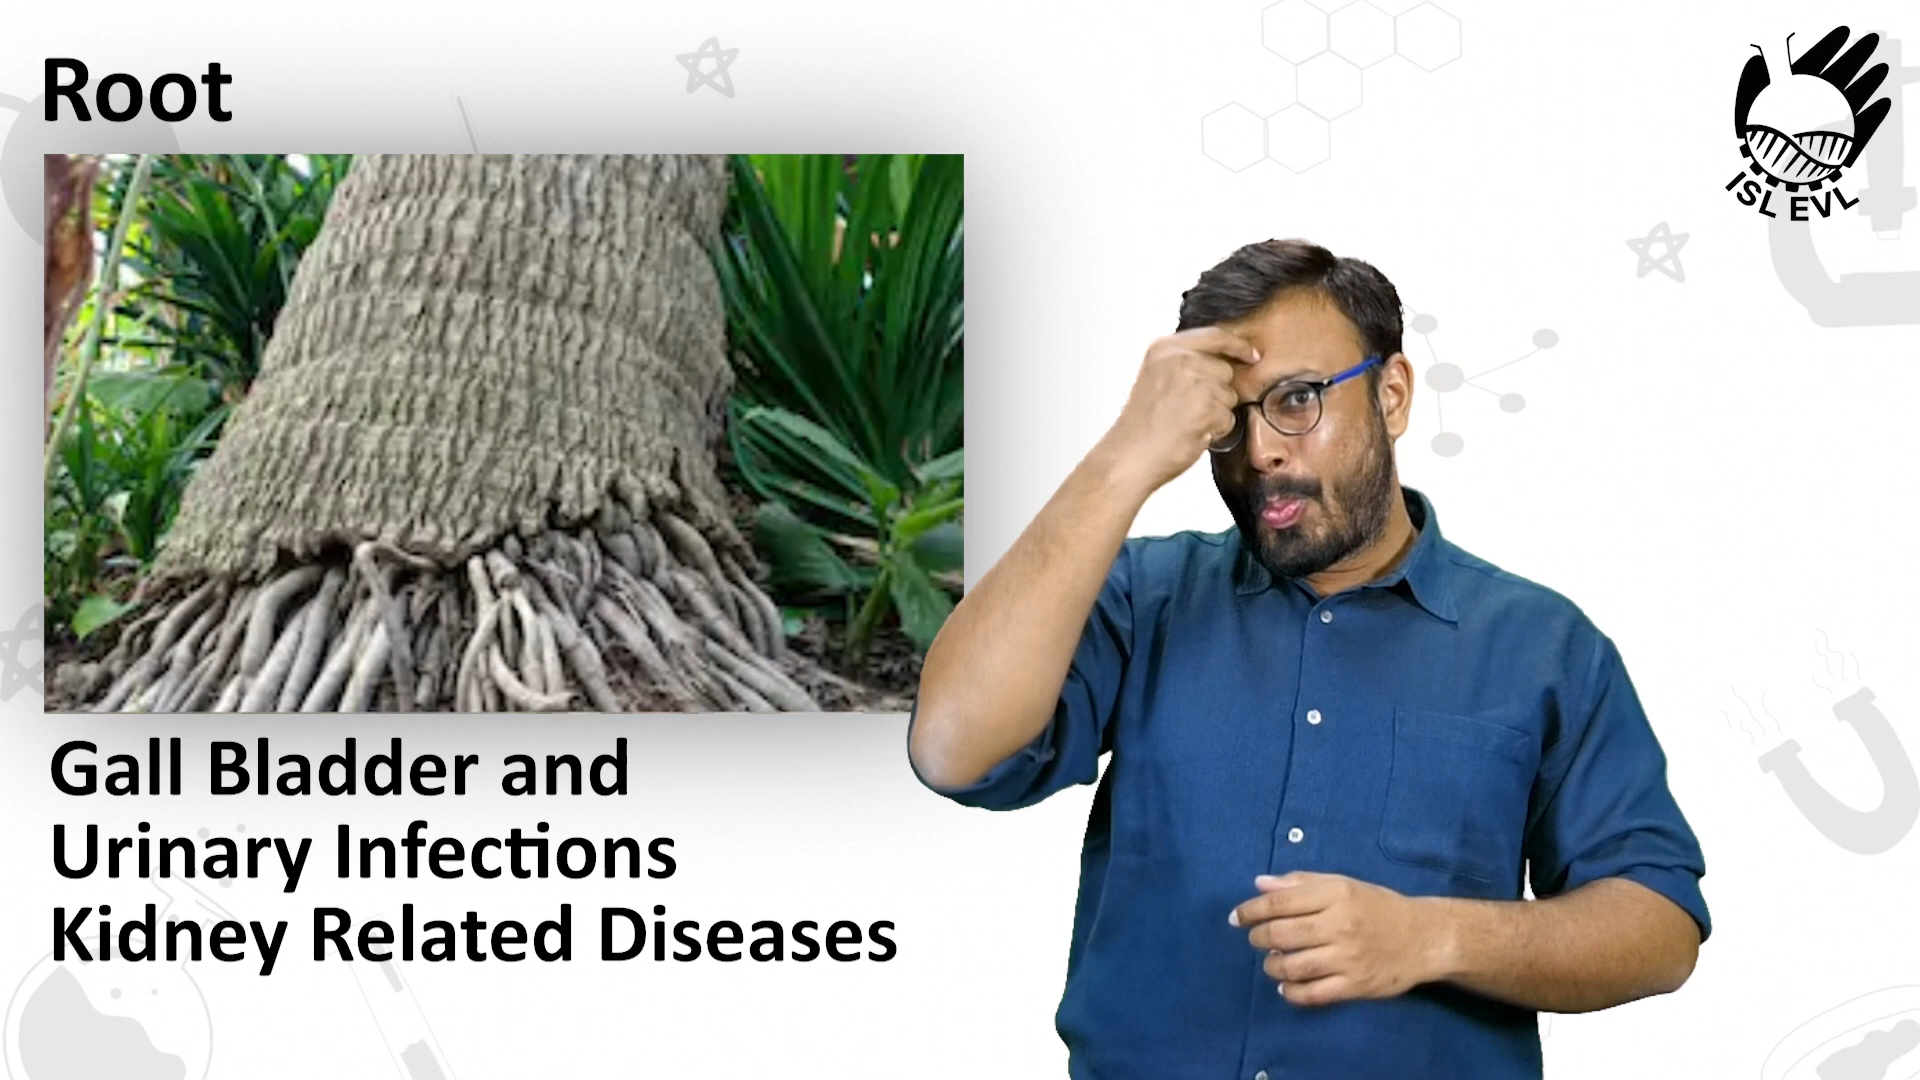 Root
ISL EVL
Gall Bladder and
Urinary Infections
Kidney Related Diseases